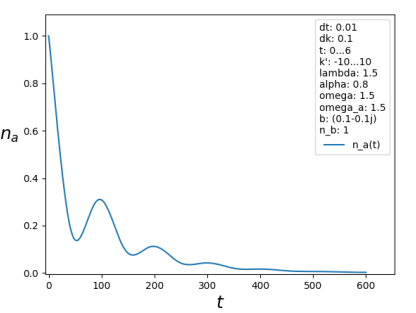 dt: 0.01
dk: 0.1
t: 0...6
k': -10...10
lambda: 1.5
alpha: 0.8
omega: 1.5
omega_a: 1.5
b: (0.1-0.1j)
n_b: 1
n_a(t)
1.0
0.8
0.6
0.4
0.2
0.0
n_a
0 100 200 300 400 500 600
t